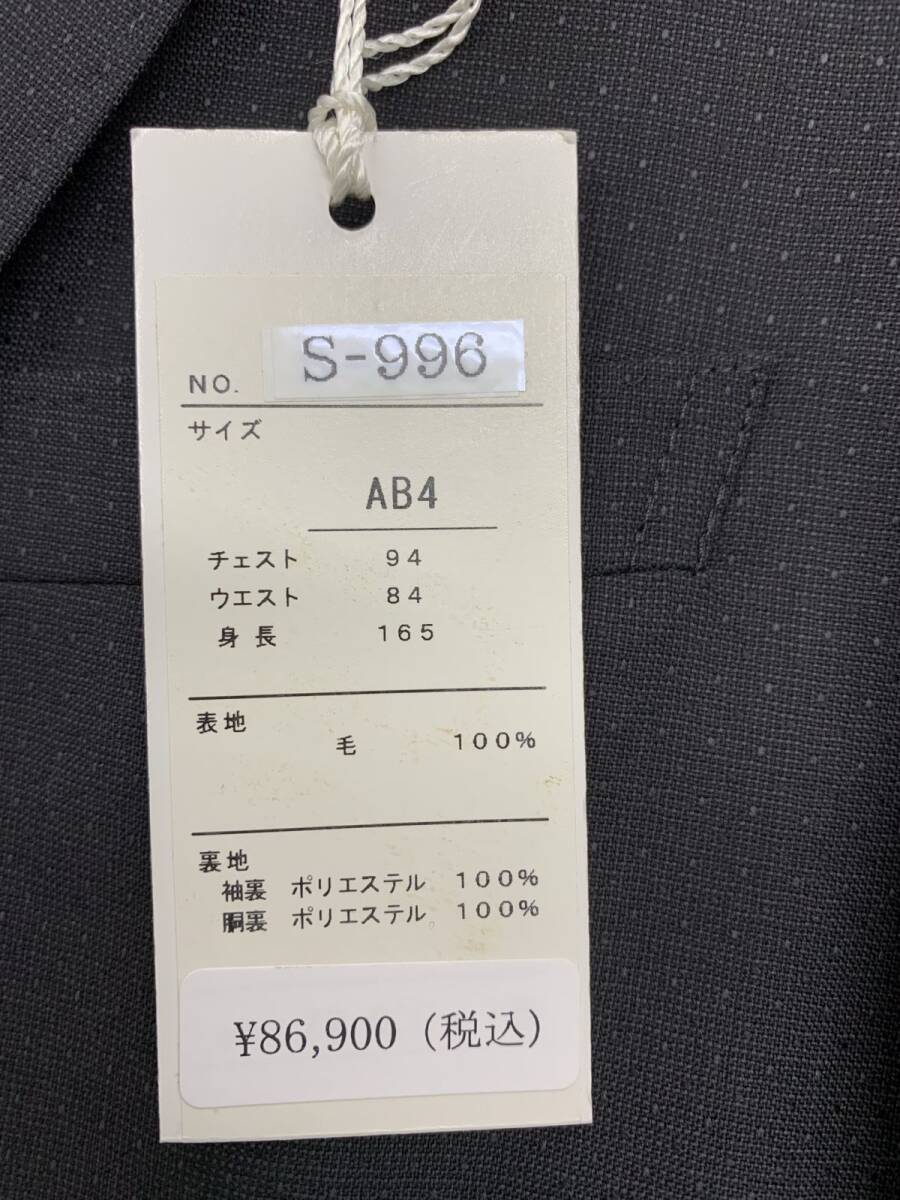 NO. S-996
サイズ
AB4
チェスト 94
ウエスト 84
身長 165
表地
毛 100%
裏地
袖裏 ポリエステル 100%
胴裏 ポリエステル 100%
¥86,900 (税込)